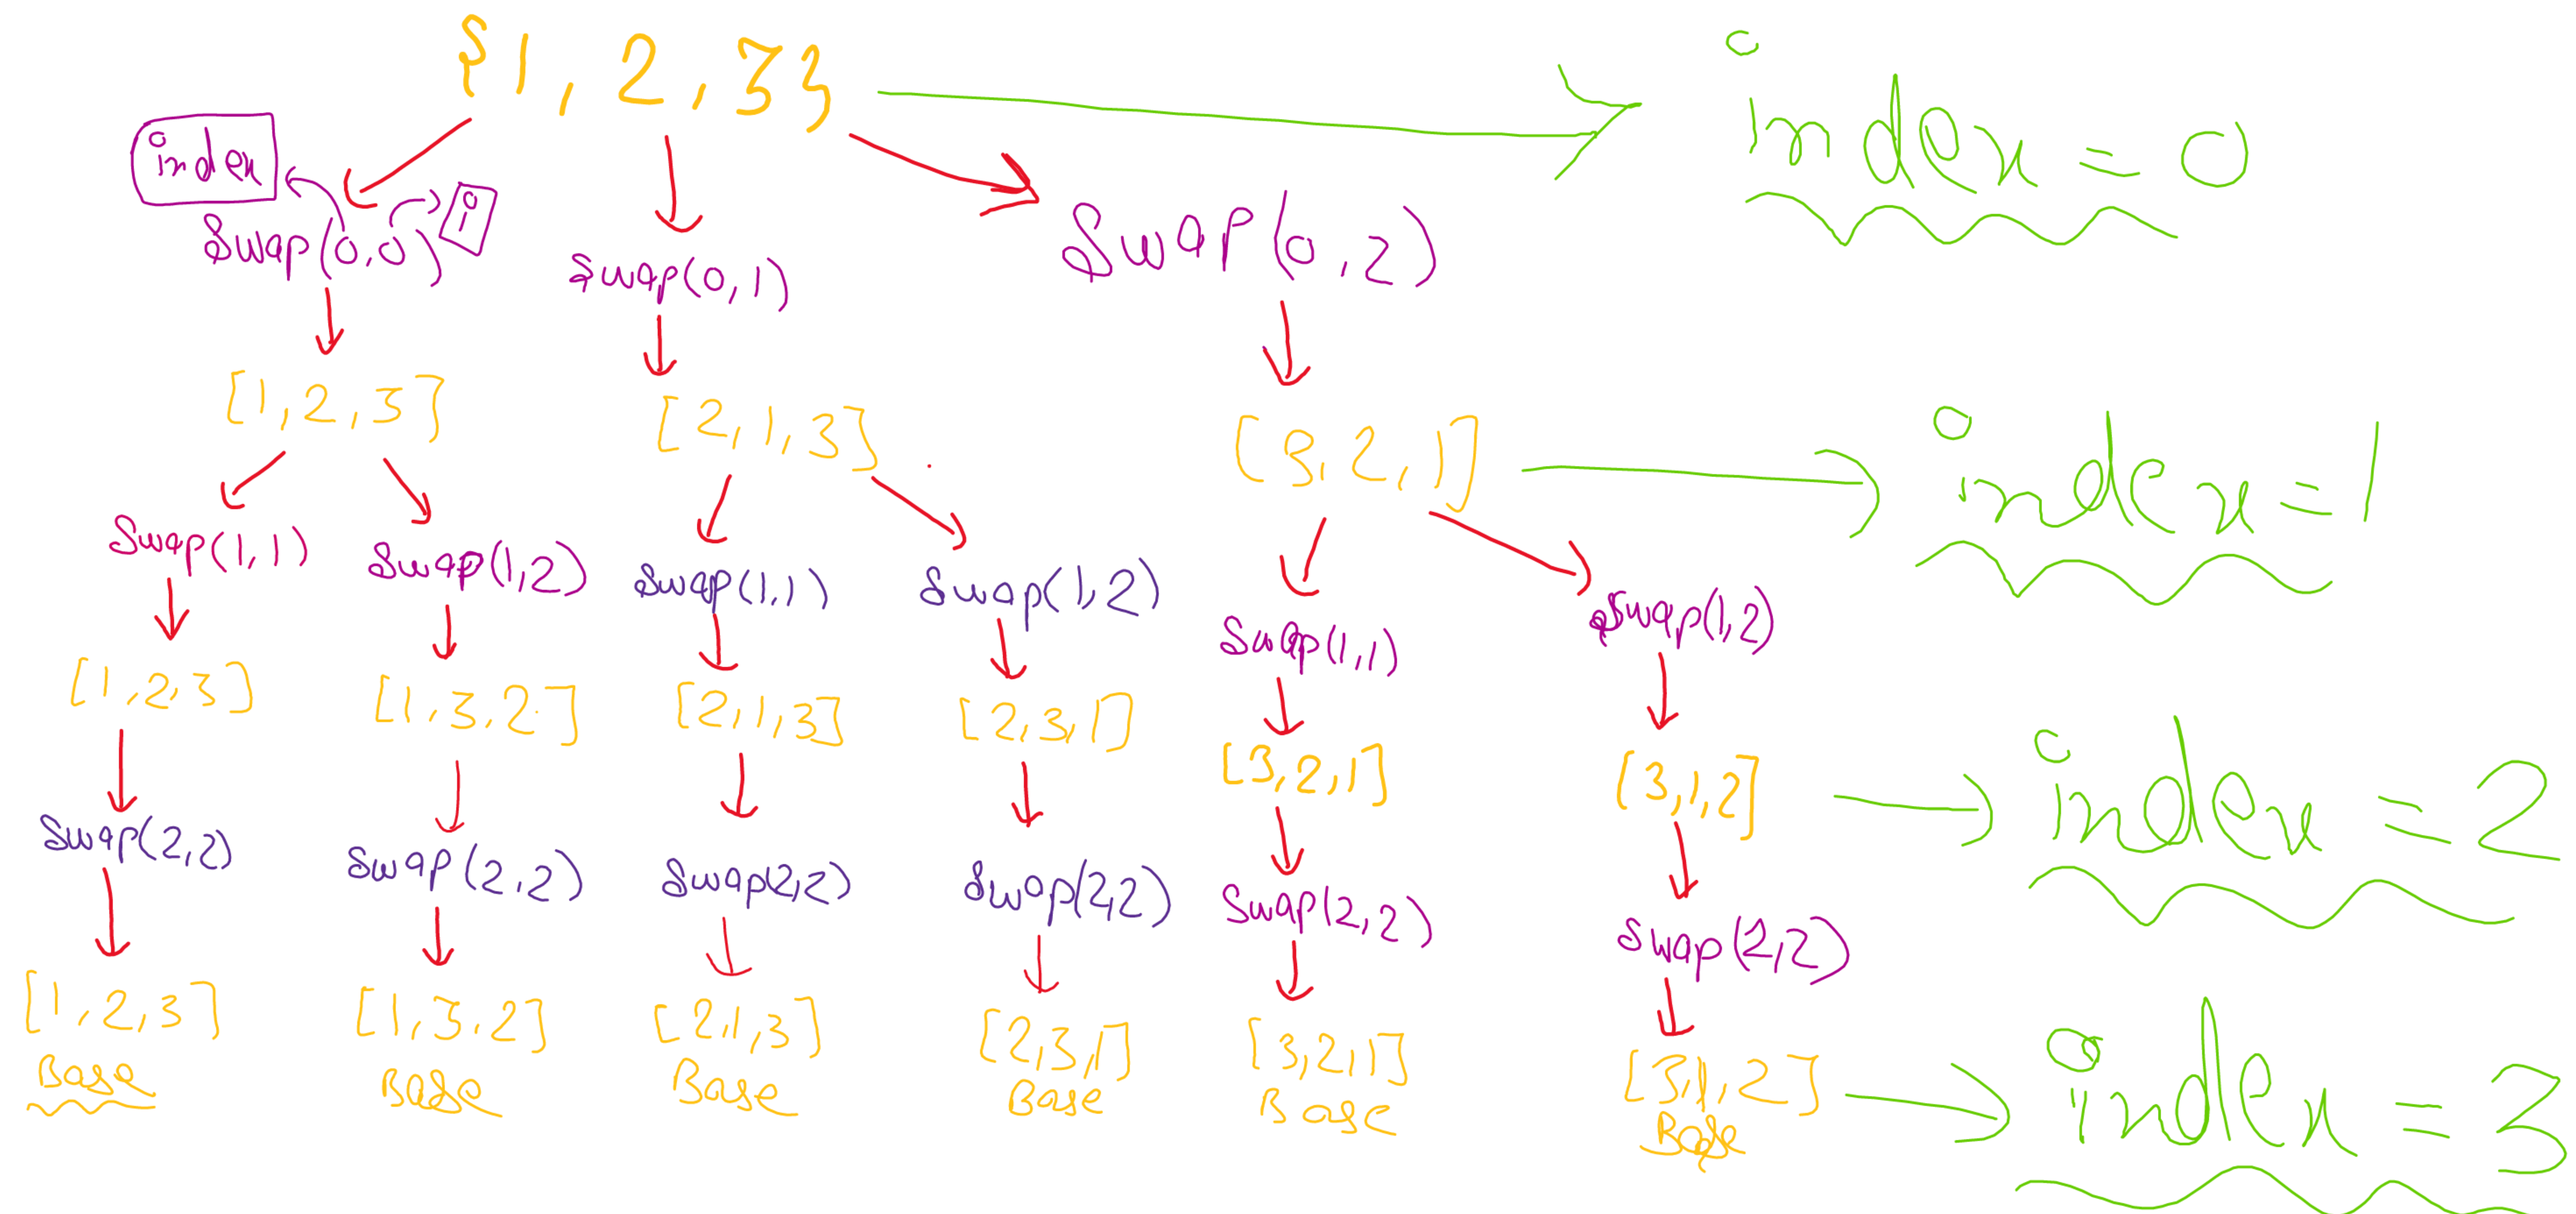 {1, 2, 3}
index = 0
index
i
Swap(0,0)
Swap(0,1)
Swap(0,2)
[1,2,3]
[2,1,3]
[3,2,1]
index=1
Swap(1,1)
Swap(1,2)
Swap(1,1)
Swap(1,2)
Swap(1,1)
Swap(1,2)
[1,2,3]
[1,3,2]
[2,1,3]
[2,3,1]
[3,2,1]
[3,1,2]
index = 2
Swap(2,2)
Swap(2,2)
Swap(2,2)
Swap(2,2)
Swap(2,2)
Swap(2,2)
[1,2,3]
[1,3.2]
[2,1,3]
[2,3,1]
[3,2,1]
[3,1,2]
index = 3
Base
Base
Base
Base
Base
Base